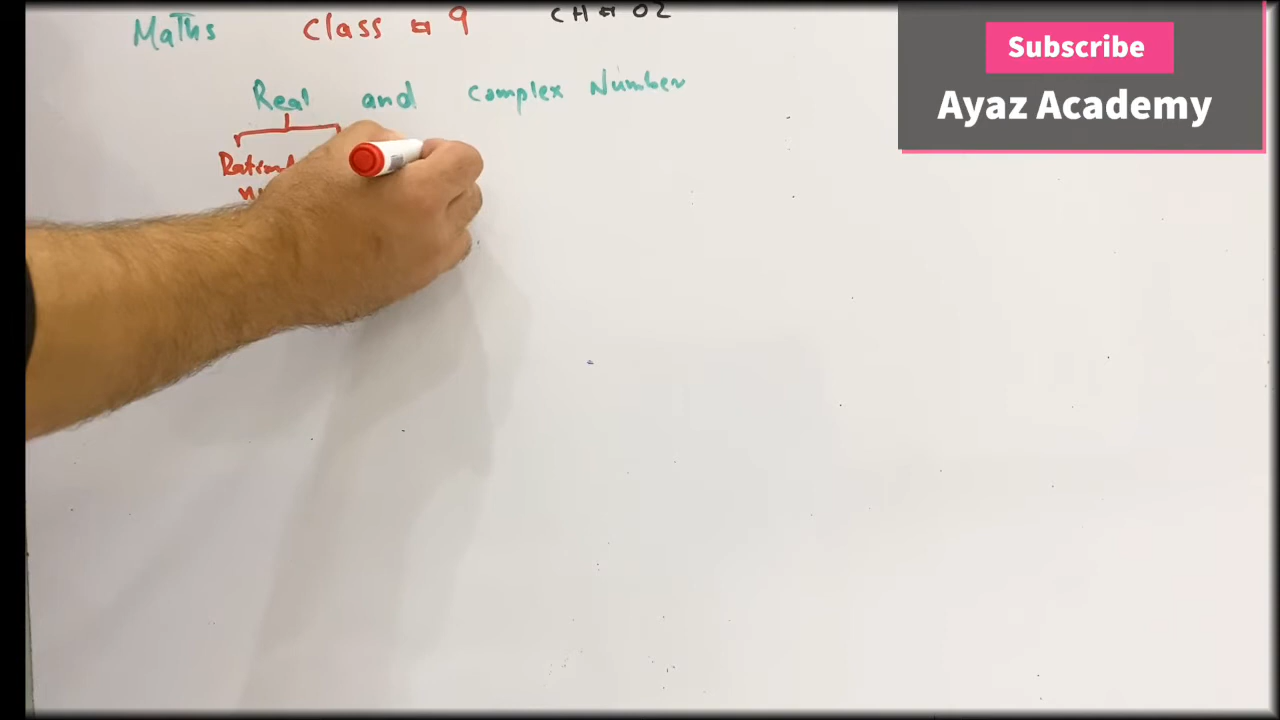 Maths Class # 9 CH # 02
Subscribe
Ayaz Academy
Real and complex Number